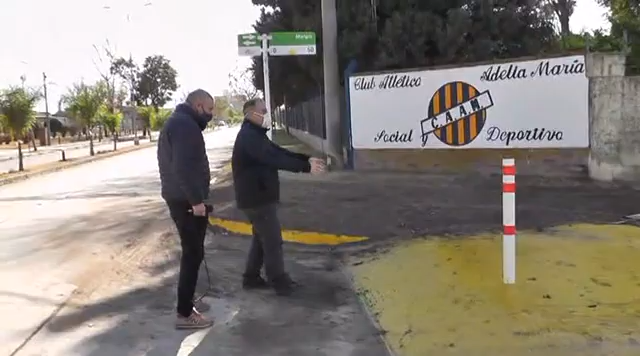 Club Atlético
Adelia María
C.A.A.M.
Social y
Deportivo